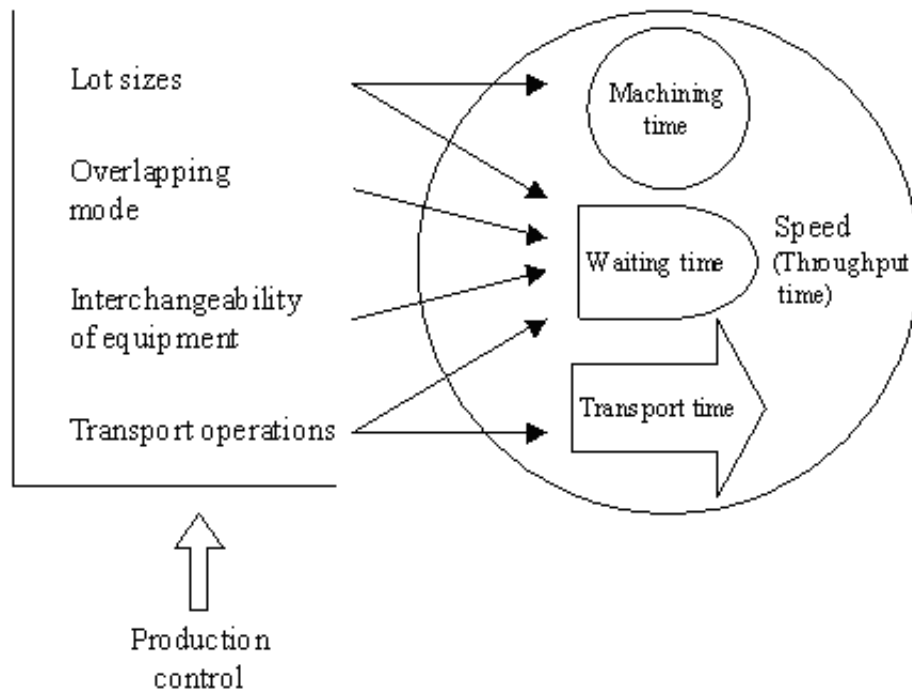 Lot sizes
Overlapping
mode
Interchangeability
of equipment
Transport operations
Production
control
Machining
time
Waiting time
Transport time
Speed
(Throughput
time)